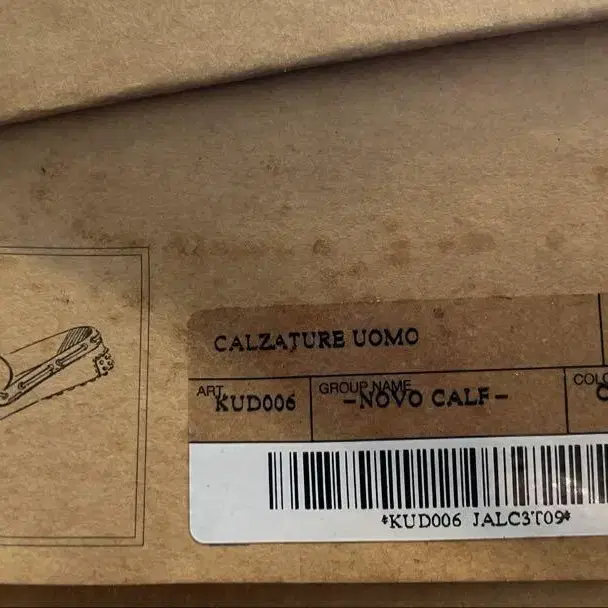 CALZATURE UOMO
ART. GROUP NAME
KUD006 -NOVO CALF-
*KUD006 JALC3T09*